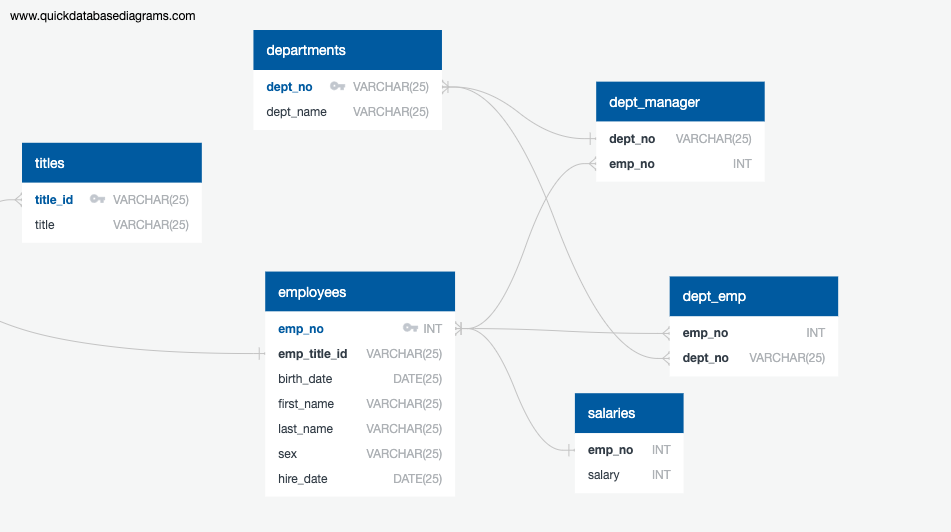 www.quickdatabasediagrams.com
departments
dept_no VARCHAR(25)
dept_name VARCHAR(25)
dept_manager
dept_no VARCHAR(25)
emp_no INT
titles
title_id VARCHAR(25)
title VARCHAR(25)
employees
emp_no INT
emp_title_id VARCHAR(25)
birth_date DATE(25)
first_name VARCHAR(25)
last_name VARCHAR(25)
sex VARCHAR(25)
hire_date DATE(25)
dept_emp
emp_no INT
dept_no VARCHAR(25)
salaries
emp_no INT
salary INT